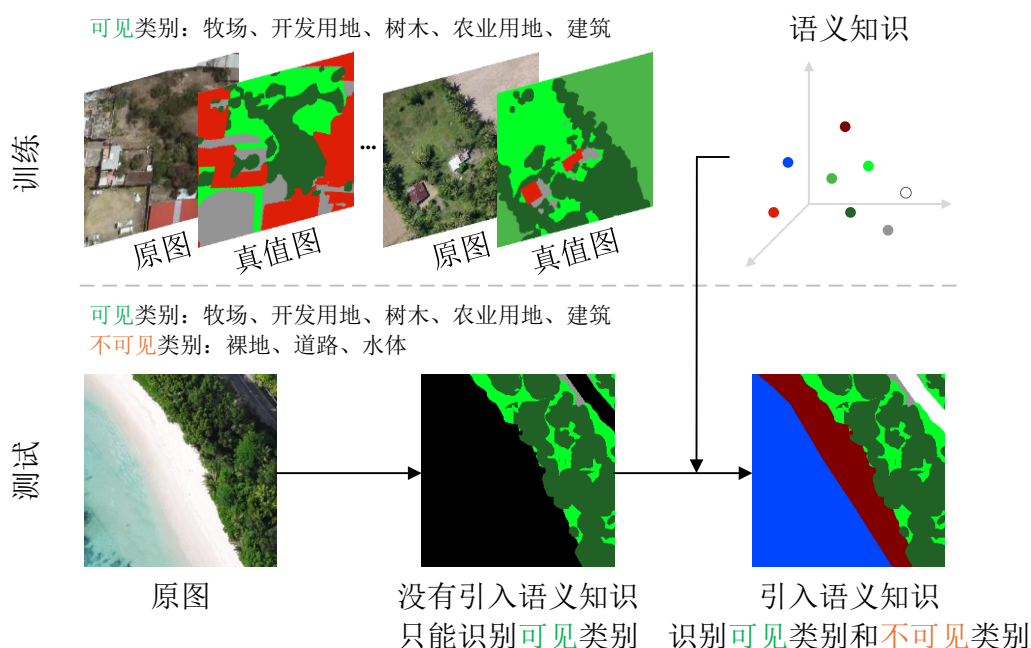 可见类别：牧场、开发用地、树木、农业用地、建筑
语义知识
训练
...
原图
真值图
原图
真值图
可见类别：牧场、开发用地、树木、农业用地、建筑
不可见类别：裸地、道路、水体
测试
原图
没有引入语义知识
只能识别可见类别
引入语义知识
识别可见类别和不可见类别